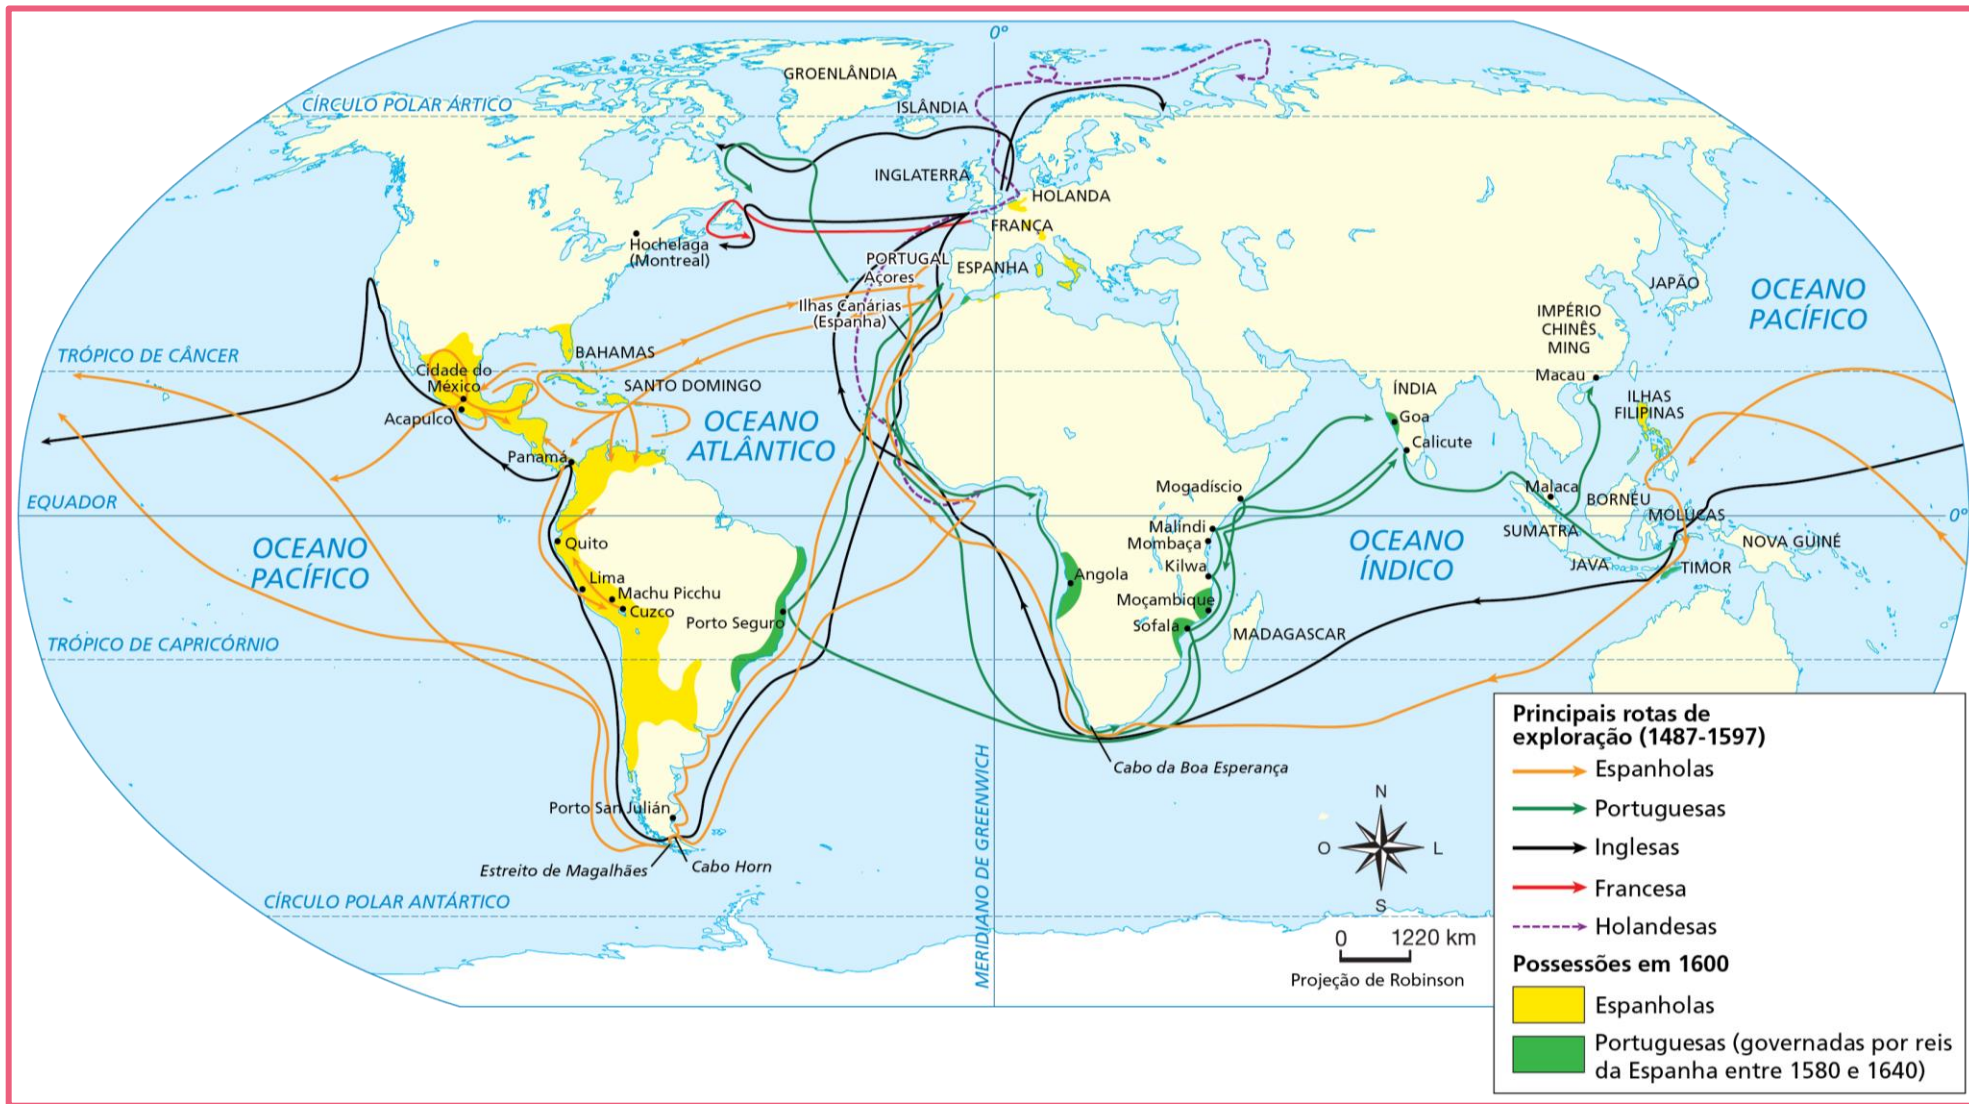 0°
GROENLÂNDIA
CÍRCULO POLAR ÁRTICO
ISLÂNDIA
INGLATERRA
HOLANDA
FRANÇA
Hochelaga
(Montreal)
PORTUGAL
Açores
ESPANHA
Ilhas Canárias
(Espanha)
JAPÃO
OCEANO
PACÍFICO
IMPÉRIO
CHINÊS
MING
Macau
TRÓPICO DE CÂNCER
BAHAMAS
Cidade do
México
SANTO DOMINGO
Acapulco
OCEANO
ATLÂNTICO
ÍNDIA
Goa
Calicute
ILHAS
FILIPINAS
Panamá
Mogadíscio
Malaca
BORNÉU
MOLUCAS
EQUADOR
0°
SUMATRA
JAVA
NOVA GUINÉ
TIMOR
OCEANO
PACÍFICO
Quito
Malindi
Mombaça
Kilwa
OCEANO
ÍNDICO
Lima
Machu Picchu
Cuzco
Porto Seguro
Angola
Moçambique
Sofala
MADAGASCAR
TRÓPICO DE CAPRICÓRNIO
Cabo da Boa Esperança
MERIDIANO DE GREENWICH
Porto San Julián
Estreito de Magalhães
Cabo Horn
CÍRCULO POLAR ANTÁRTICO
N
O
L
S
0
1220 km
Projeção de Robinson
Principais rotas de
exploração (1487-1597)
Espanholas
Portuguesas
Inglesas
Francesa
Holandesas
Possessões em 1600
Espanholas
Portuguesas (governadas por reis
da Espanha entre 1580 e 1640)